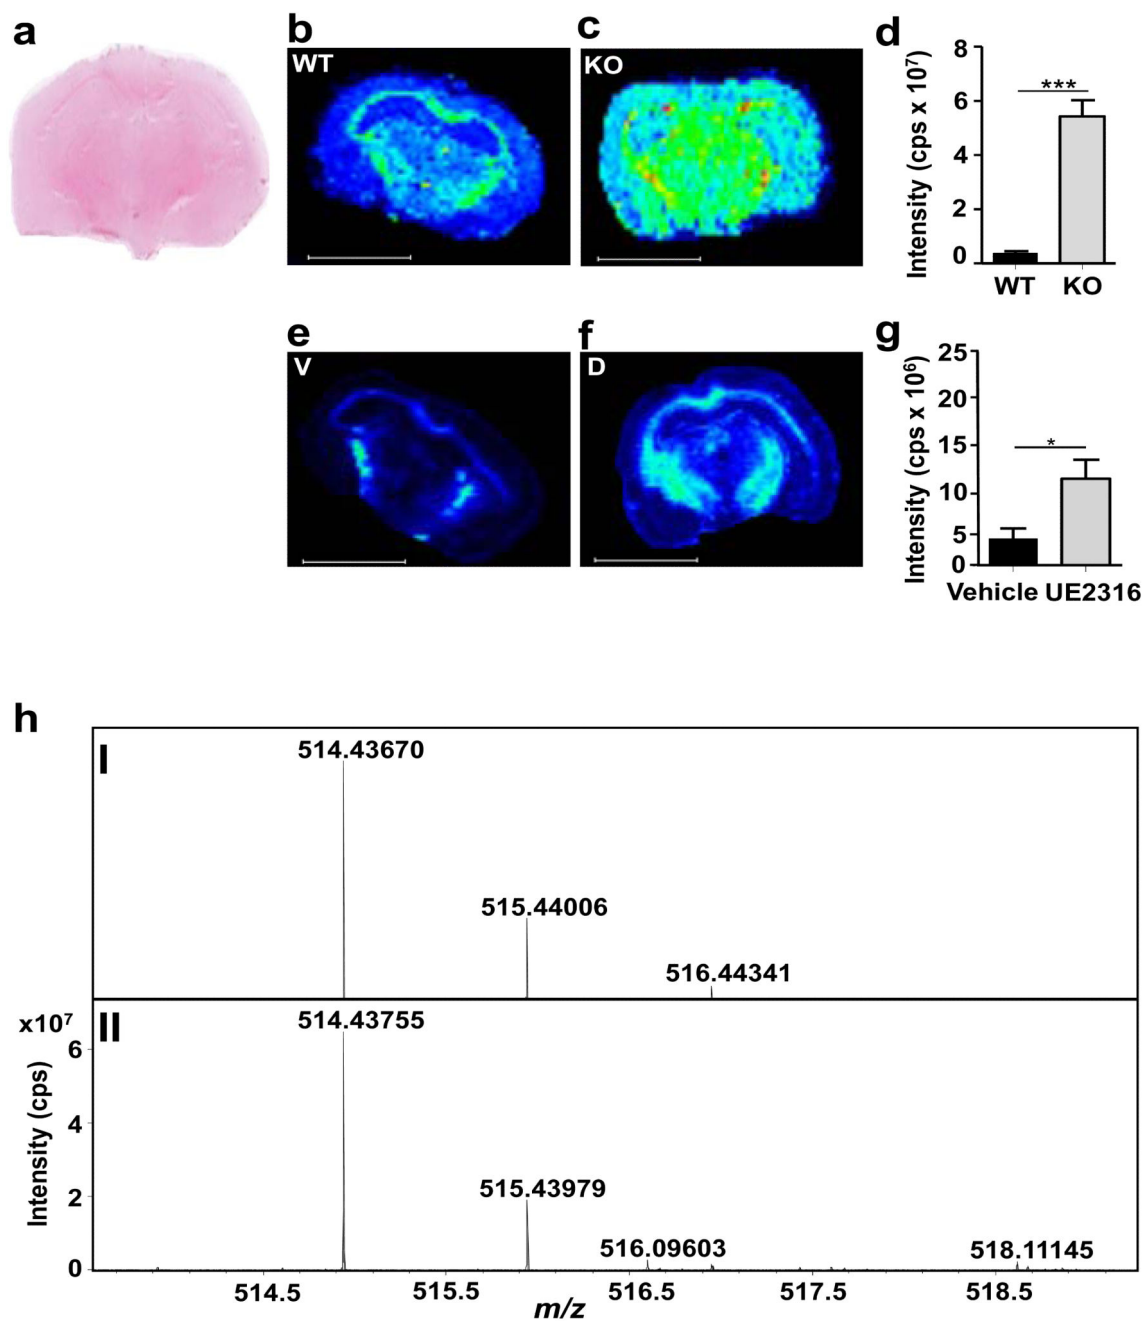 a
b
WT
c
KO
d
Intensity (cps x 10⁷)
8
6
4
2
0
***
WT
KO
e
V
f
D
g
Intensity (cps x 10⁶)
25
20
15
10
5
0
*
Vehicle
UE2316
h
I
514.43670
515.44006
516.44341
II
x10⁷
Intensity (cps)
6
4
2
0
514.43755
515.43979
516.09603
518.11145
514.5
515.5
516.5
517.5
518.5
m/z